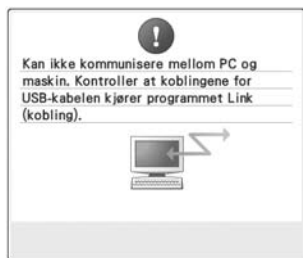 Kan ikke kommunisere mellom PC og
maskin. Kontroller at koblingene for
USB-kabelen kjører programmet Link
(kobling).